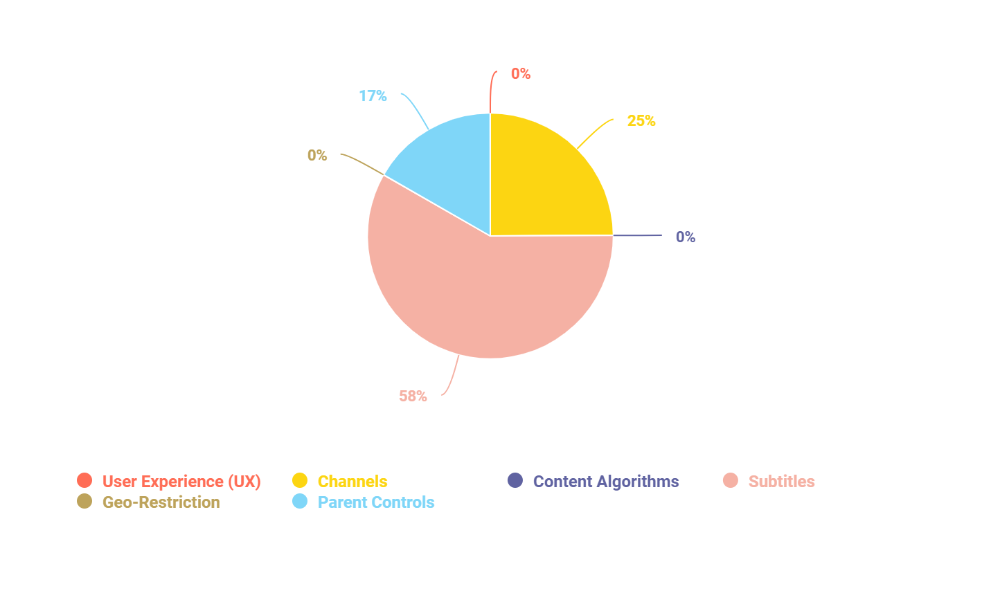 0%
17%
25%
0%
0%
58%
User Experience (UX)
Channels
Content Algorithms
Subtitles
Geo-Restriction
Parent Controls